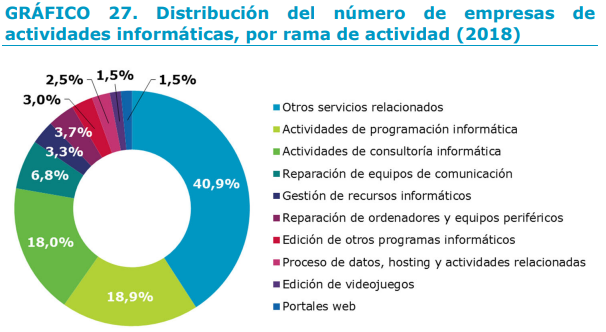 GRÁFICO 27. Distribución del número de empresas de
actividades informáticas, por rama de actividad (2018)
2,5%
1,5%
1,5%
3,0%
3,7%
3,3%
6,8%
40,9%
18,0%
18,9%
Otros servicios relacionados
Actividades de programación informática
Actividades de consultoría informática
Reparación de equipos de comunicación
Gestión de recursos informáticos
Reparación de ordenadores y equipos periféricos
Edición de otros programas informáticos
Proceso de datos, hosting y actividades relacionadas
Edición de videojuegos
Portales web